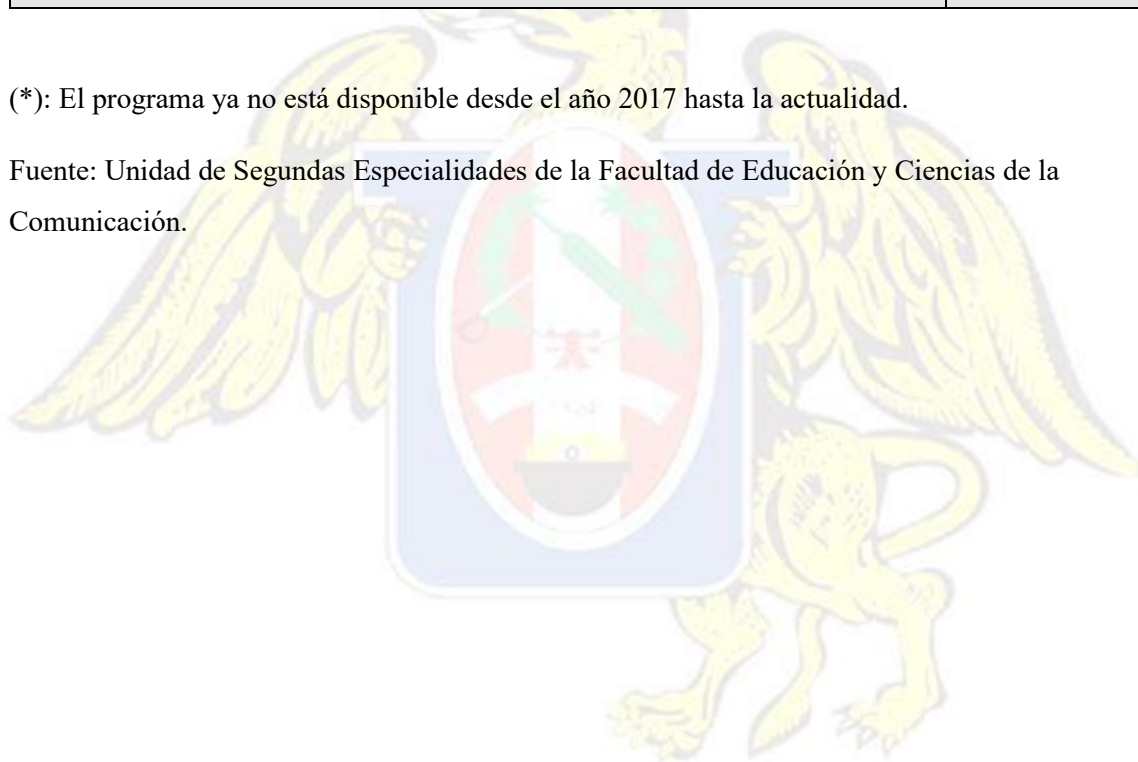 (*): El programa ya no está disponible desde el año 2017 hasta la actualidad.
Fuente: Unidad de Segundas Especialidades de la Facultad de Educación y Ciencias de la
Comunicación.